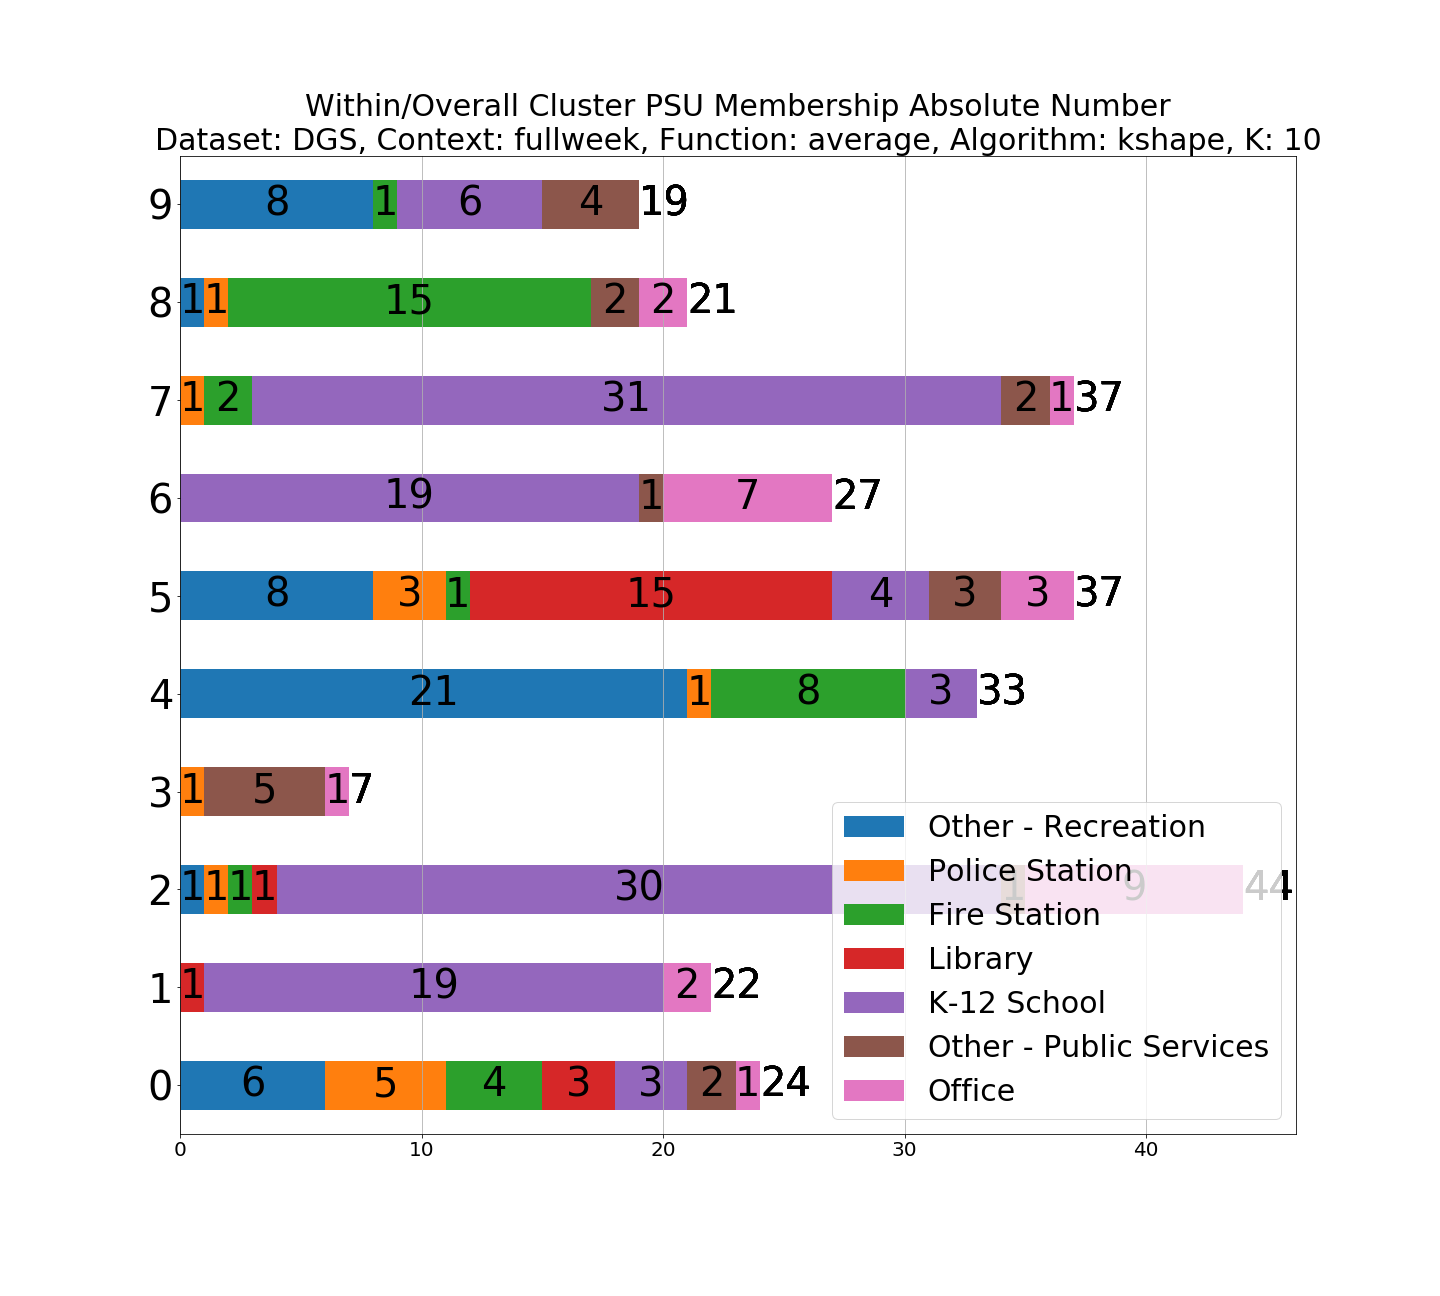 Within/Overall Cluster PSU Membership Absolute Number
Dataset: DGS, Context: fullweek, Function: average, Algorithm: kshape, K: 10
9 8 1 6 4 19
8 1 1 15 2 2 21
7 1 2 31 2 1 37
6 19 1 7 27
5 8 3 1 15 4 3 3 37
4 21 1 8 3 33
3 1 5 1 7
2 1 1 1 1 30 1 9 44
1 1 19 2 22
0 6 5 4 3 3 2 1 24
Other - Recreation
Police Station
Fire Station
Library
K-12 School
Other - Public Services
Office
0 10 20 30 40